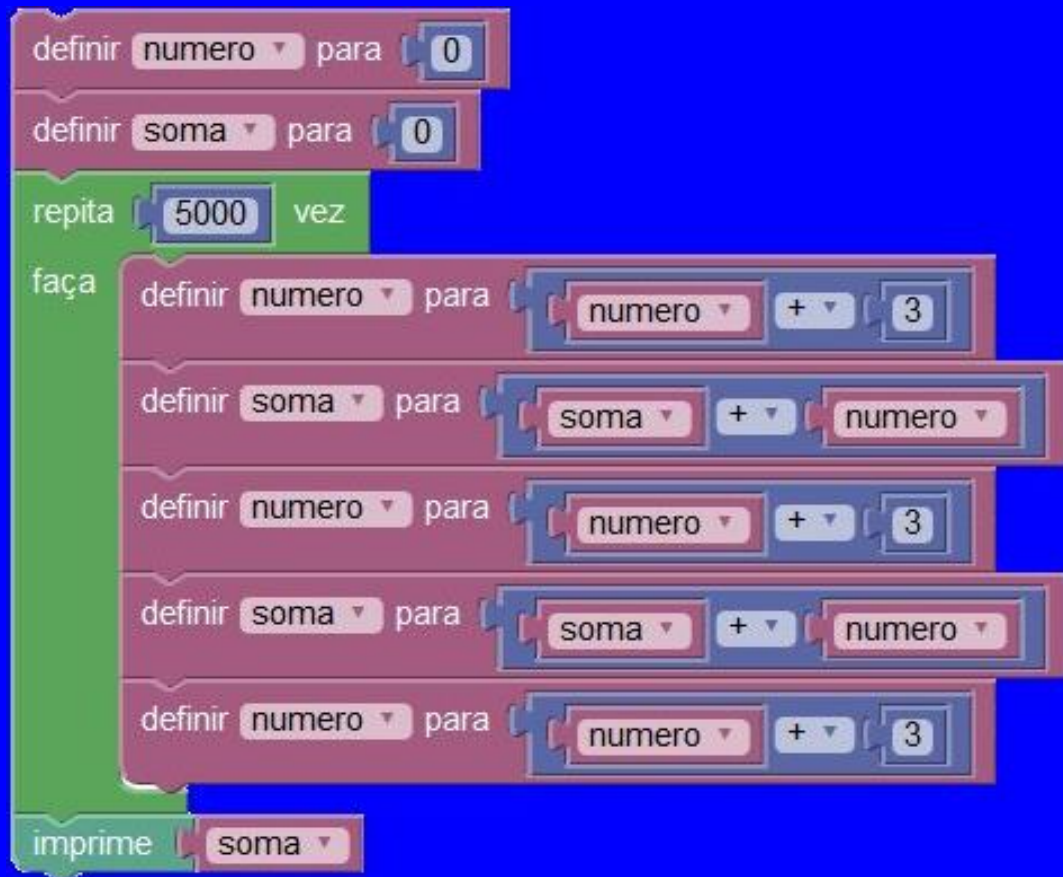 definir numero para 0
definir soma para 0
repita 5000 vez
faça
definir numero para numero + 3
definir soma para soma + numero
definir numero para numero + 3
definir soma para soma + numero
definir numero para numero + 3
imprime soma